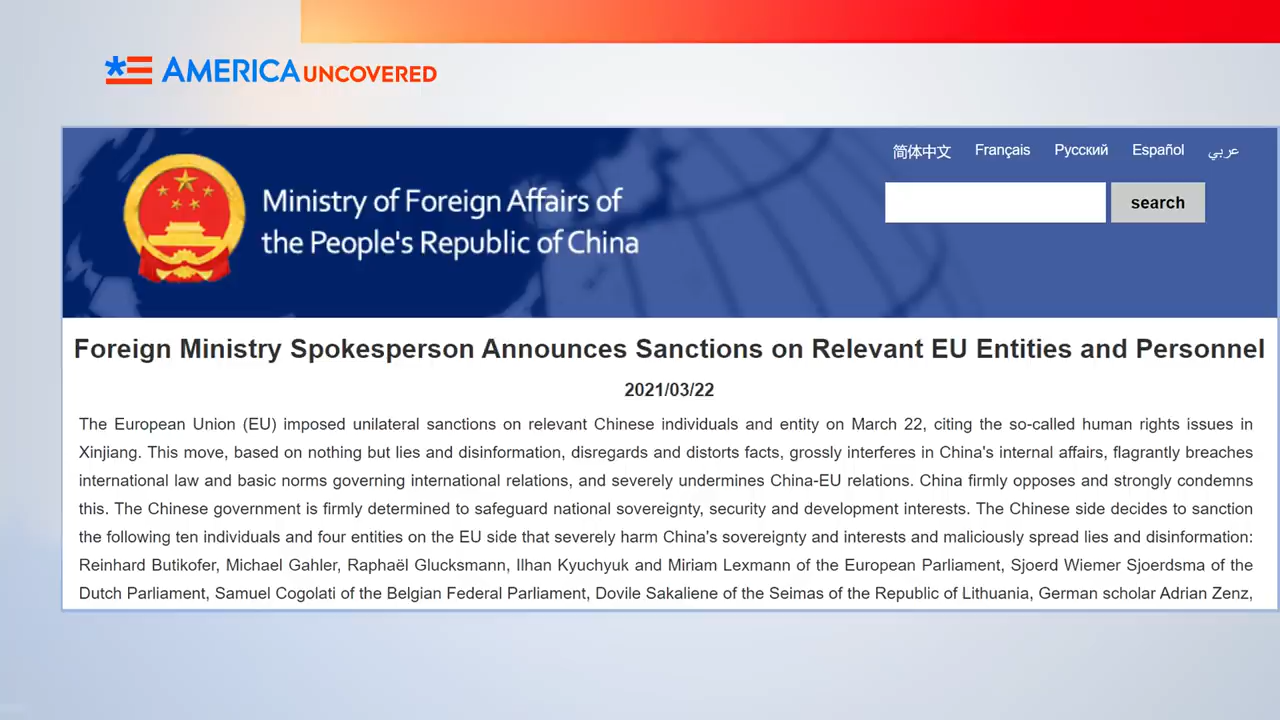 AMERICA UNCOVERED
简体中文 Français Русский Español عربي
Ministry of Foreign Affairs of
the People's Republic of China
search
Foreign Ministry Spokesperson Announces Sanctions on Relevant EU Entities and Personnel
2021/03/22
The European Union (EU) imposed unilateral sanctions on relevant Chinese individuals and entity on March 22, citing the so-called human rights issues in
Xinjiang. This move, based on nothing but lies and disinformation, disregards and distorts facts, grossly interferes in China's internal affairs, flagrantly breaches
international law and basic norms governing international relations, and severely undermines China-EU relations. China firmly opposes and strongly condemns
this. The Chinese government is firmly determined to safeguard national sovereignty, security and development interests. The Chinese side decides to sanction
the following ten individuals and four entities on the EU side that severely harm China's sovereignty and interests and maliciously spread lies and disinformation:
Reinhard Butikofer, Michael Gahler, Raphaël Glucksmann, Ilhan Kyuchyuk and Miriam Lexmann of the European Parliament, Sjoerd Wiemer Sjoerdsma of the
Dutch Parliament, Samuel Cogolati of the Belgian Federal Parliament, Dovile Sakaliene of the Seimas of the Republic of Lithuania, German scholar Adrian Zenz,